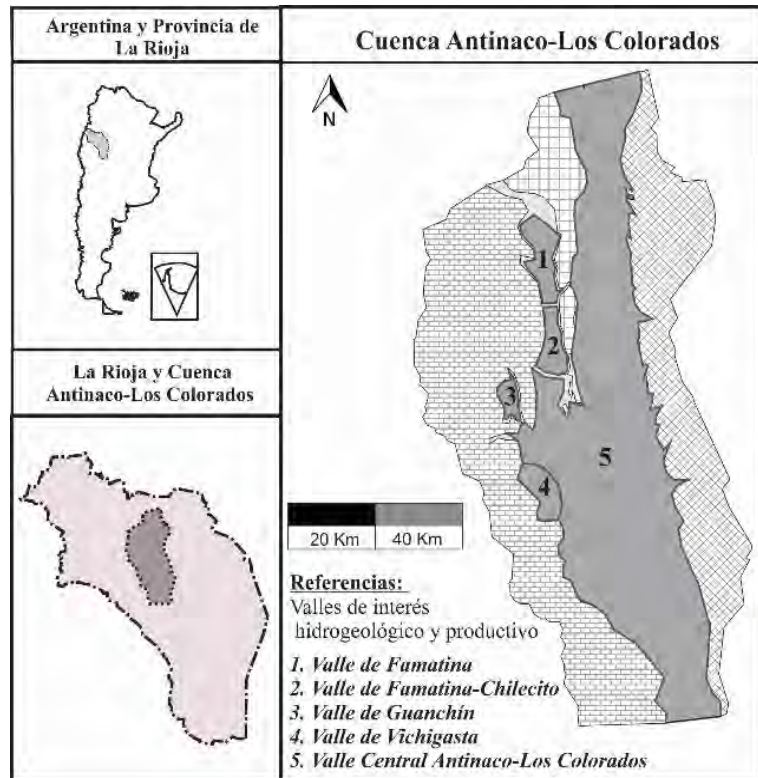 Argentina y Provincia de
La Rioja
La Rioja y Cuenca
Antinaco-Los Colorados
Cuenca Antinaco-Los Colorados
N
1
2
3
4
5
20 Km
40 Km
Referencias:
Valles de interés
hidrogeológico y productivo
1. Valle de Famatina
2. Valle de Famatina-Chilecito
3. Valle de Guanchín
4. Valle de Vichigasta
5. Valle Central Antinaco-Los Colorados